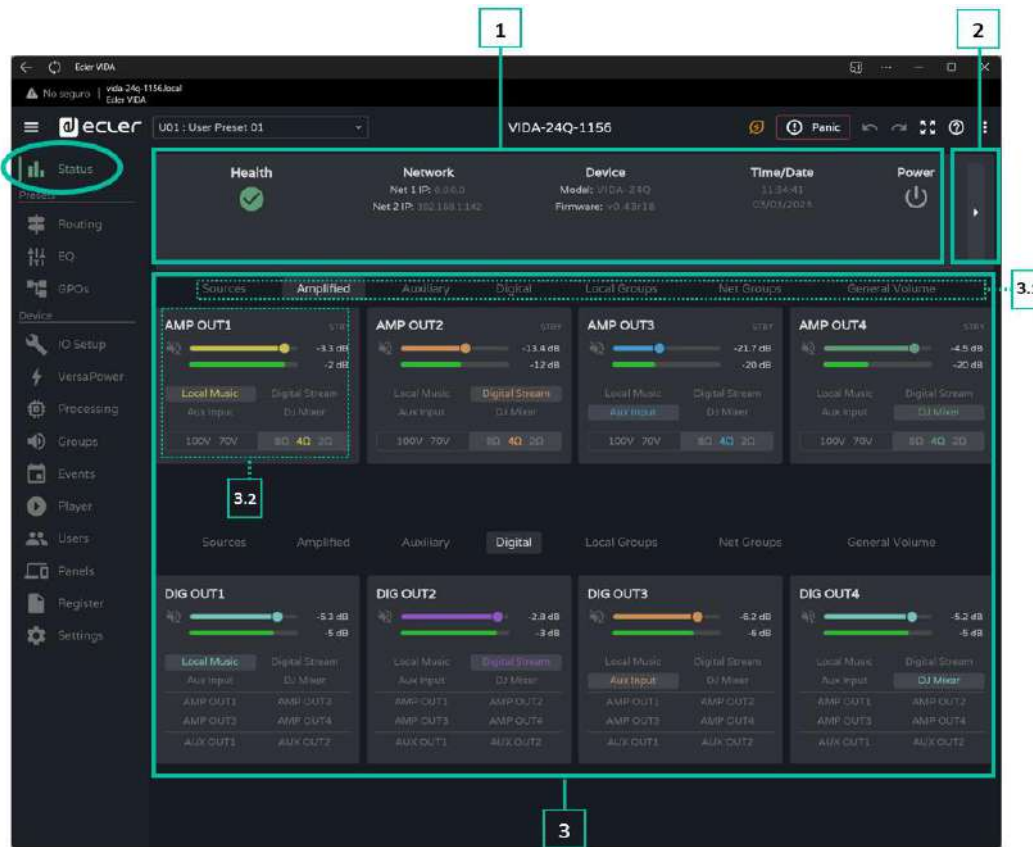 1
2
Ecler VIDA
No seguro | vida-24q-1156.local
Ecler VIDA
ecler
U01 : User Preset 01
VIDA-24Q-1156
Panic
Status
Presets
Routing
EQ
GPOs
Device
IO Setup
VersaPower
Processing
Groups
Events
Player
Users
Panels
Register
Settings
Health Network Device Time/Date Power
Net 1 IP: 0.0.0.0 Model: VIDA-24Q 11:34:41
Net 2 IP: Firmware: v0.43r18
Sources Amplified Auxiliary Digital Local Groups Net Groups General Volume
AMP OUT1 STBY AMP OUT2 STBY AMP OUT3 STBY AMP OUT4 STBY
-3.3 dB -13.4 dB -21.7 dB -4.5 dB
-2 dB -12 dB -20 dB -20 dB
Local Music Digital Stream Local Music Digital Stream Local Music Digital Stream Local Music Digital Stream
Aux Input DJ Mixer Aux Input DJ Mixer Aux Input DJ Mixer Aux Input DJ Mixer
100V 70V 8Ω 4Ω 2Ω 100V 70V 8Ω 4Ω 2Ω 100V 70V 8Ω 4Ω 2Ω 100V 70V 8Ω 4Ω 2Ω
3.2
Sources Amplified Auxiliary Digital Local Groups Net Groups General Volume
DIG OUT1 DIG OUT2 DIG OUT3 DIG OUT4
-2.8 dB -6.2 dB -5.2 dB
-5 dB -3 dB -6 dB -5 dB
Local Music Digital Stream Local Music Digital Stream Local Music Digital Stream Local Music Digital Stream
Aux Input DJ Mixer Aux Input DJ Mixer Aux Input DJ Mixer Aux Input DJ Mixer
AMP OUT1 AMP OUT2 AMP OUT1 AMP OUT2 AMP OUT1 AMP OUT2 AMP OUT1 AMP OUT2
AMP OUT3 AMP OUT4 AMP OUT3 AMP OUT4 AMP OUT3 AMP OUT4 AMP OUT3 AMP OUT4
AUX OUT1 AUX OUT2 AUX OUT1 AUX OUT2 AUX OUT1 AUX OUT2 AUX OUT1 AUX OUT2
3